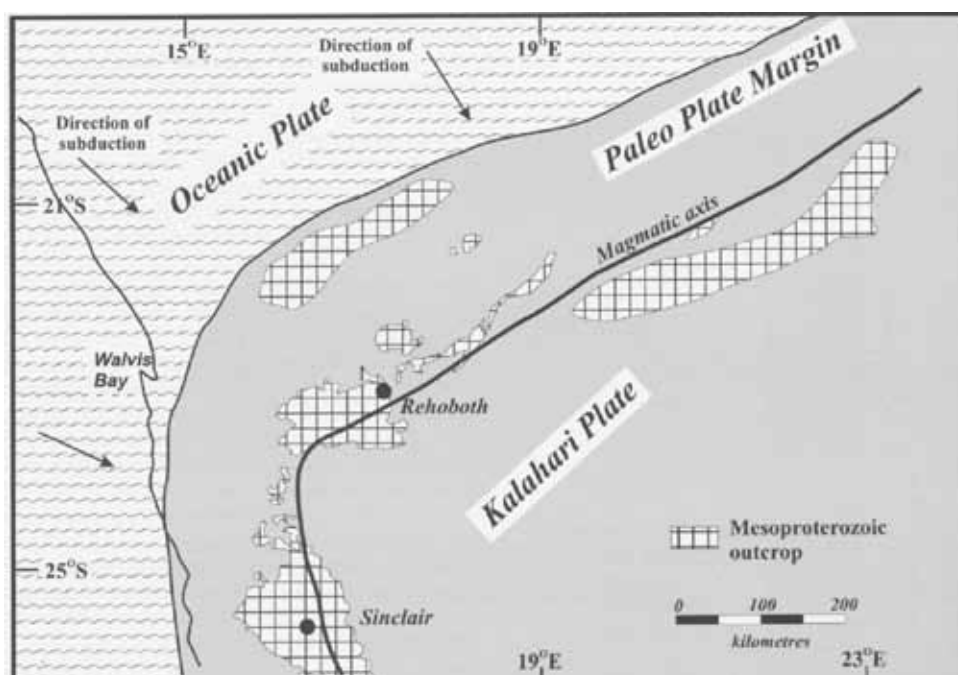 15°E
19°E
Direction of
subduction
Direction of
subduction
Oceanic Plate
Paleo Plate Margin
21°S
Magmatic axis
Walvis
Bay
Rehoboth
Kalahari Plate
Mesoproterozoic
outcrop
25°S
Sinclair
0 100 200
kilometres
19°E
23°E